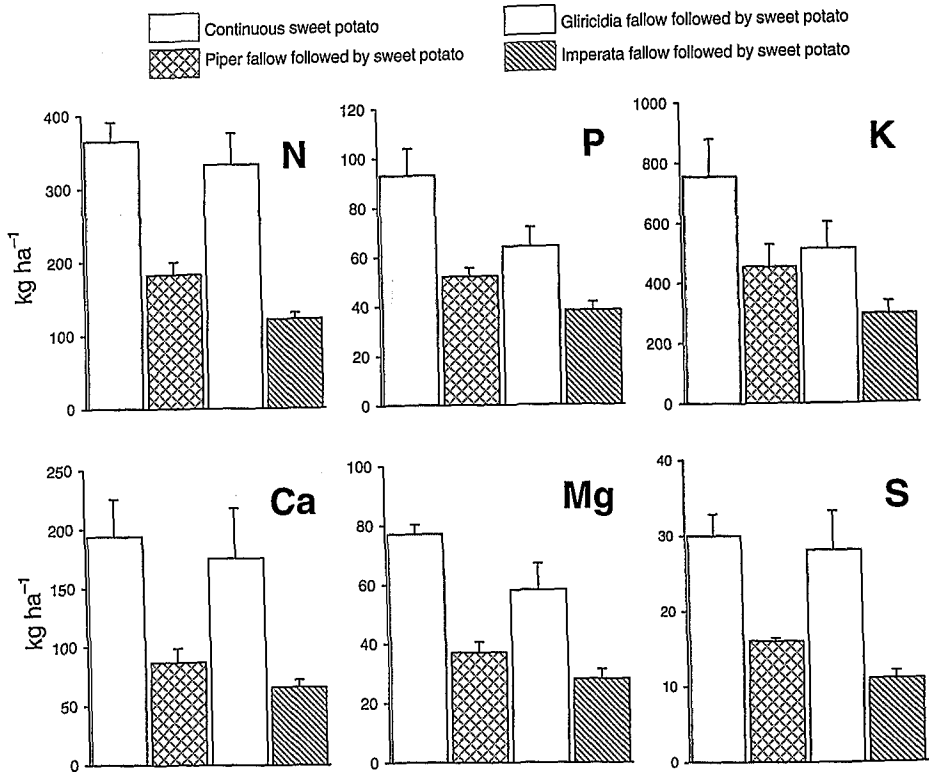 Continuous sweet potato
Gliricidia fallow followed by sweet potato
Piper fallow followed by sweet potato
Imperata fallow followed by sweet potato
kg ha⁻¹
400
300
200
100
0
N
120
100
80
60
40
20
0
P
1000
800
600
400
200
0
K
kg ha⁻¹
250
200
150
100
50
0
Ca
100
80
60
40
20
0
Mg
40
30
20
10
0
S